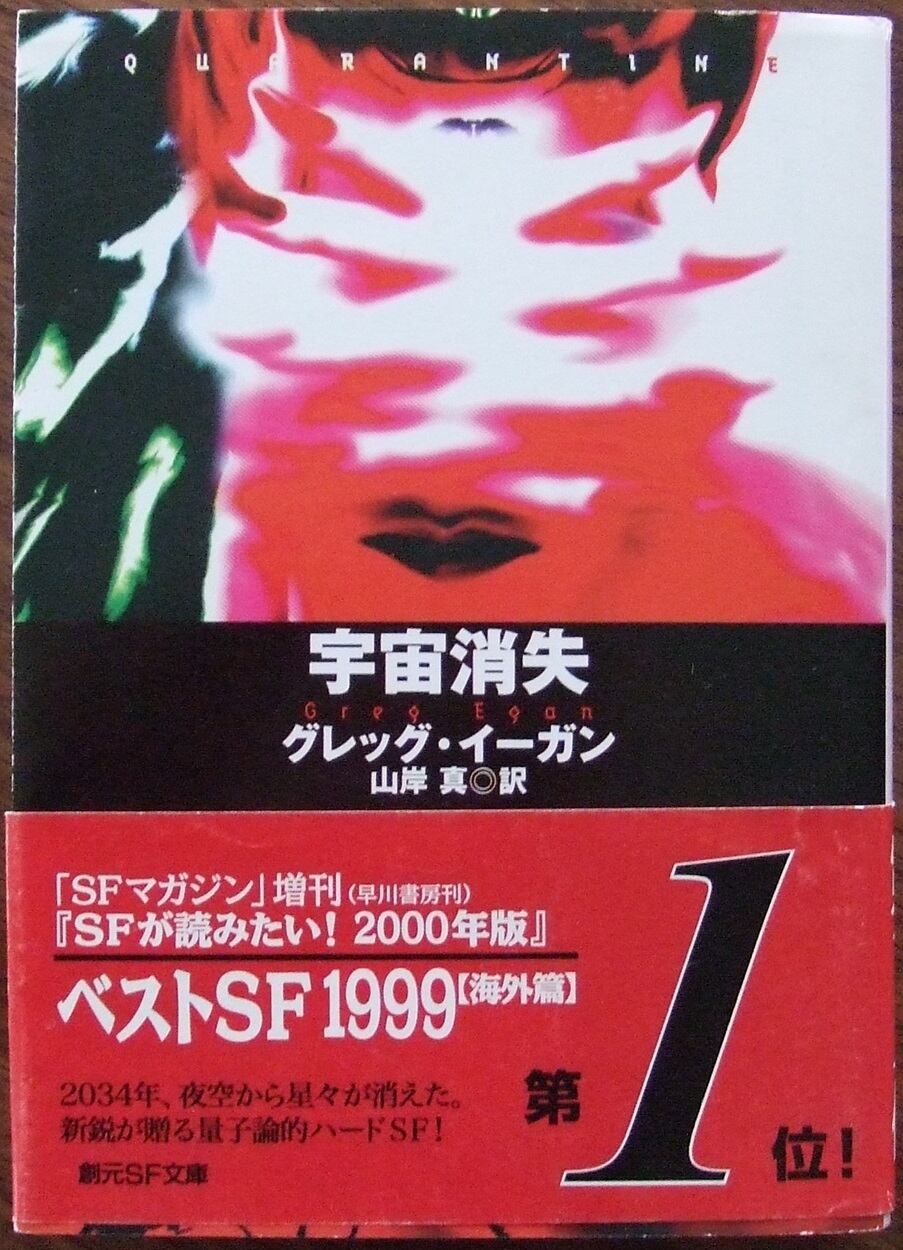 QUARANTINE
宇宙消失
Greg Egan
グレッグ・イーガン
山岸 真◎訳
「SFマガジン」増刊(早川書房刊)
『SFが読みたい! 2000年版』
ベストSF1999【海外篇】
第1位!
2034年、夜空から星々が消えた。
新鋭が贈る量子論的ハードSF!
創元SF文庫